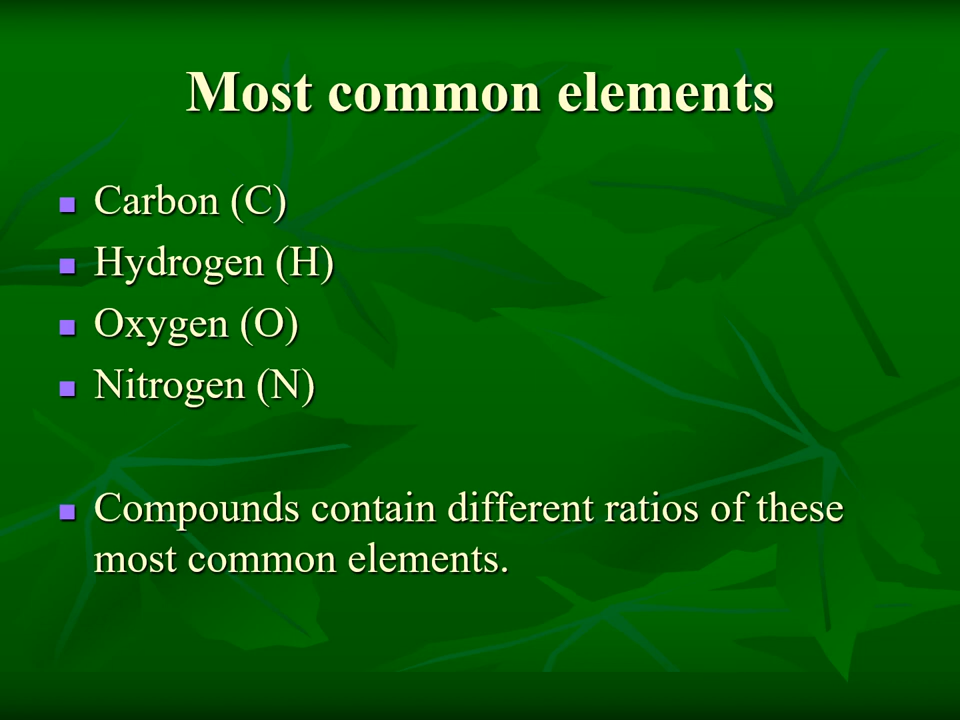 Most common elements
Carbon (C)
Hydrogen (H)
Oxygen (O)
Nitrogen (N)
Compounds contain different ratios of these
most common elements.